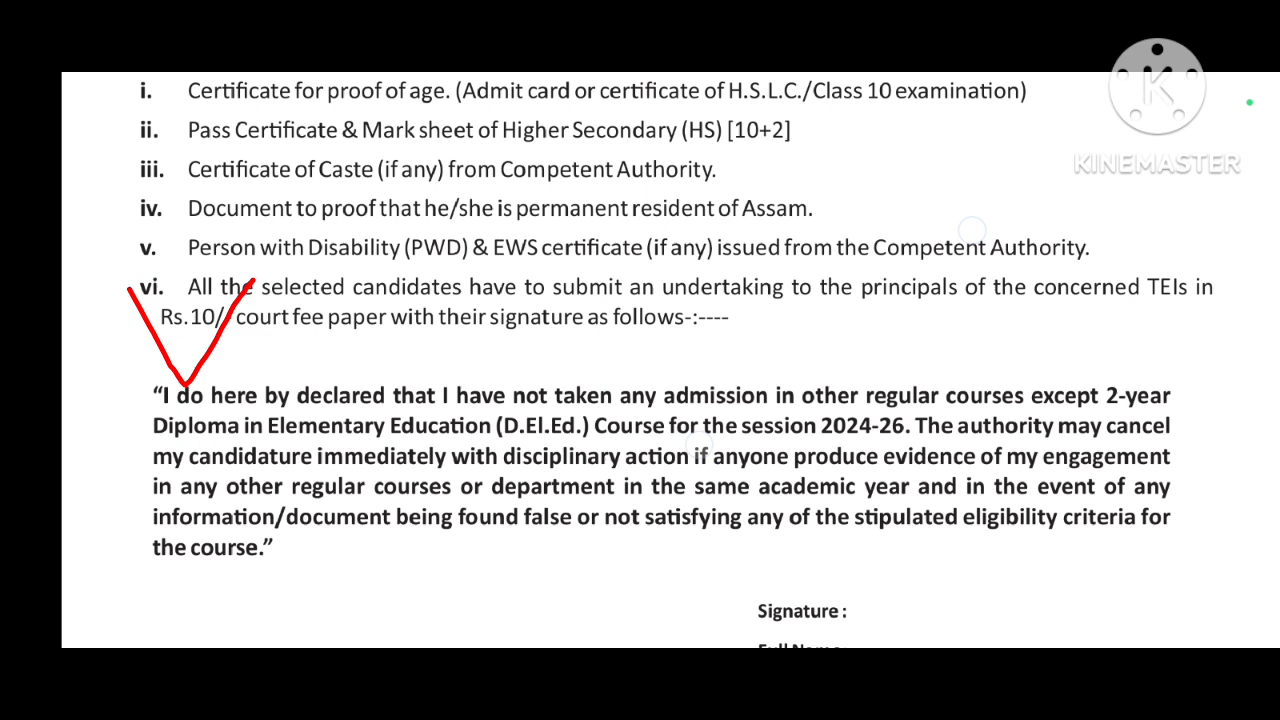 i. Certificate for proof of age. (Admit card or certificate of H.S.L.C./Class 10 examination)
ii. Pass Certificate & Mark sheet of Higher Secondary (HS) [10+2]
KINEMASTER
iii. Certificate of Caste (if any) from Competent Authority.
iv. Document to proof that he/she is permanent resident of Assam.
v. Person with Disability (PWD) & EWS certificate (if any) issued from the Competent Authority.
vi. All the selected candidates have to submit an undertaking to the principals of the concerned TEIs in
Rs.10/- court fee paper with their signature as follows-:----
“I do here by declared that I have not taken any admission in other regular courses except 2-year
Diploma in Elementary Education (D.El.Ed.) Course for the session 2024-26. The authority may cancel
my candidature immediately with disciplinary action if anyone produce evidence of my engagement
in any other regular courses or department in the same academic year and in the event of any
information/document being found false or not satisfying any of the stipulated eligibility criteria for
the course.”
Signature :
Full Name: